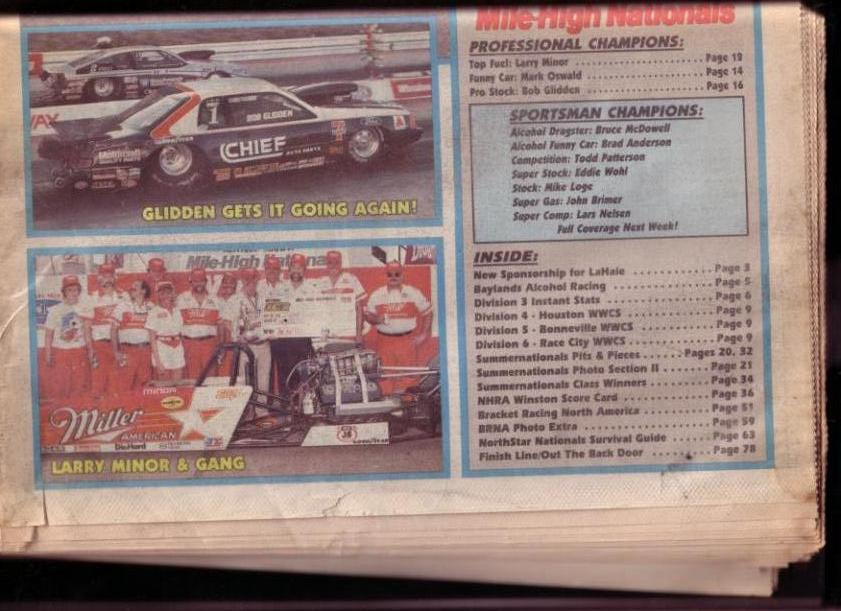 1
BOB GLIDDEN
CHIEF
AUTO PARTS
Motorcraft
GLIDDEN GETS IT GOING AGAIN!
Mile-High National
MINOR
Miller
AMERICAN
DieHard
GOODYEAR
LARRY MINOR & GANG
Mile-High Nationals
PROFESSIONAL CHAMPIONS:
Top Fuel: Larry Minor .......................... Page 12
Funny Car: Mark Oswald ...................... Page 14
Pro Stock: Bob Glidden ....................... Page 16
SPORTSMAN CHAMPIONS:
Alcohol Dragster: Bruce McDowell
Alcohol Funny Car: Brad Anderson
Competition: Todd Patterson
Super Stock: Eddie Wohl
Stock: Mike Loge
Super Gas: John Brimer
Super Comp: Lars Nelsen
Full Coverage Next Week!
INSIDE:
New Sponsorship for LaHaie ............. Page 3
Baylands Alcohol Racing .................. Page 5
Division 3 Instant Stats .................... Page 6
Division 4 - Houston WWCS .............. Page 9
Division 5 - Bonneville WWCS ........... Page 9
Division 6 - Race City WWCS ............. Page 9
Summernationals Pits & Pieces ...... Pages 20, 32
Summernationals Photo Section II ...... Page 21
Summernationals Class Winners ........ Page 34
NHRA Winston Score Card ................ Page 36
Bracket Racing North America .......... Page 51
BRNA Photo Extra ........................... Page 59
NorthStar Nationals Survival Guide .... Page 63
Finish Line/Out The Back Door .......... Page 78